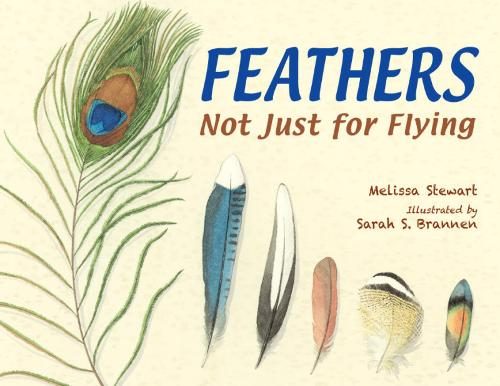 FEATHERS
Not Just for Flying
Melissa Stewart
Illustrated by
Sarah S. Brannen